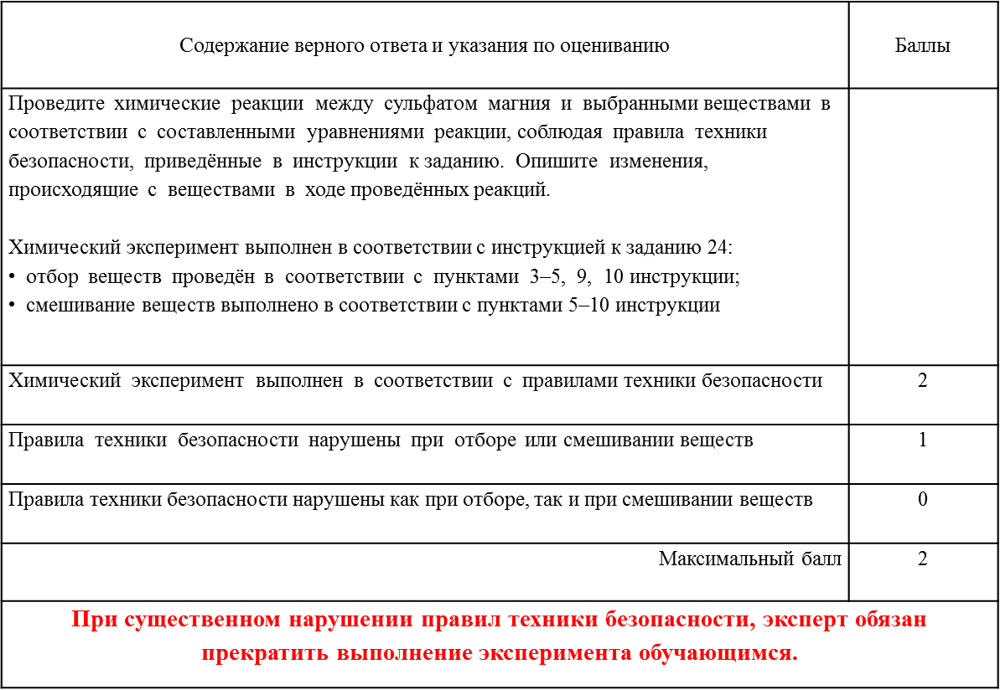 Содержание верного ответа и указания по оцениванию
Баллы
Проведите химические реакции между сульфатом магния и выбранными веществами в
соответствии с составленными уравнениями реакции, соблюдая правила техники
безопасности, приведённые в инструкции к заданию. Опишите изменения,
происходящие с веществами в ходе проведённых реакций.
Химический эксперимент выполнен в соответствии с инструкцией к заданию 24:
• отбор веществ проведён в соответствии с пунктами 3–5, 9, 10 инструкции;
• смешивание веществ выполнено в соответствии с пунктами 5–10 инструкции
Химический эксперимент выполнен в соответствии с правилами техники безопасности
2
Правила техники безопасности нарушены при отборе или смешивании веществ
1
Правила техники безопасности нарушены как при отборе, так и при смешивании веществ
0
Максимальный балл
2
При существенном нарушении правил техники безопасности, эксперт обязан
прекратить выполнение эксперимента обучающимся.